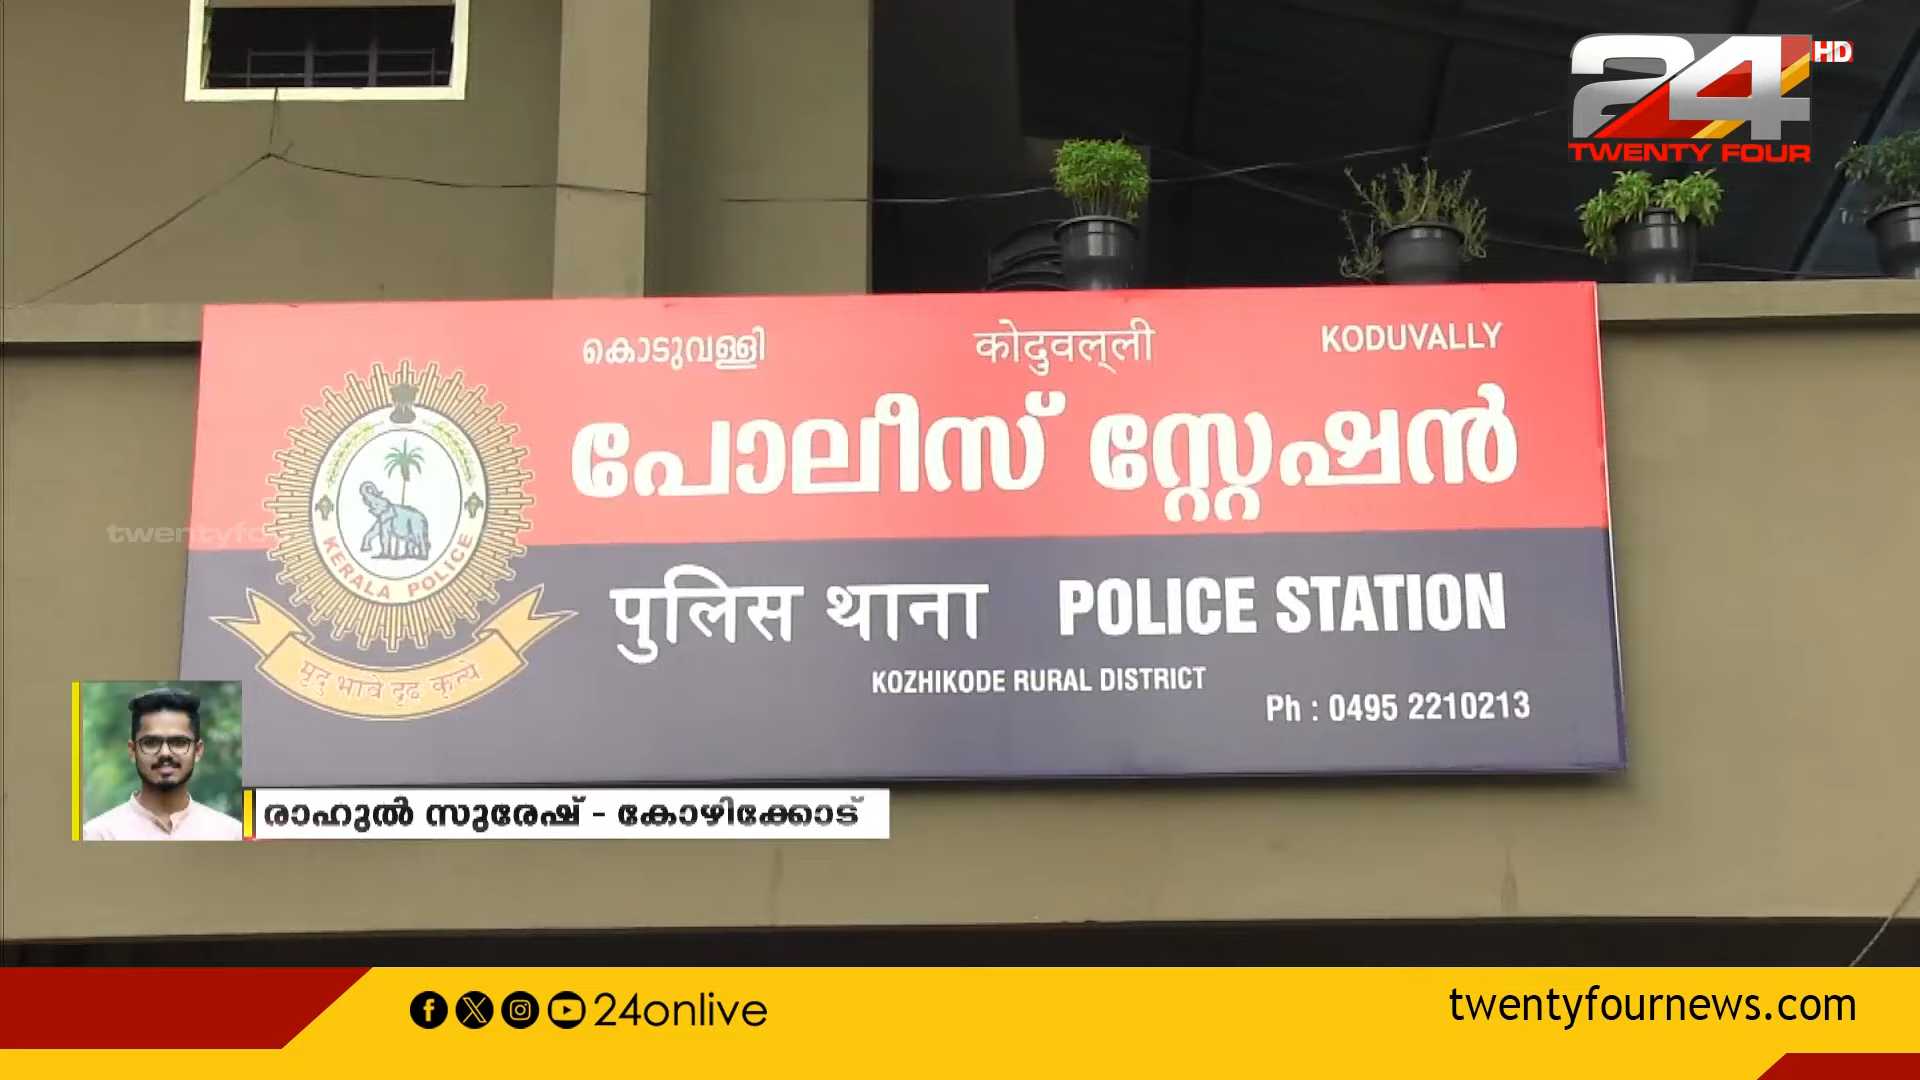 24 HD
TWENTY FOUR
കൊടുവള്ളി कोदुवल्ली KODUVALLY
പോലീസ് സ്റ്റേഷൻ
पुलिस थाना POLICE STATION
KOZHIKODE RURAL DISTRICT
Ph : 0495 2210213
KERALA POLICE
मृदु भावे दृढ कृत्ये
twentyfou
രാഹുൽ സുരേഷ് - കോഴിക്കോട്
24onlive
twentyfournews.com